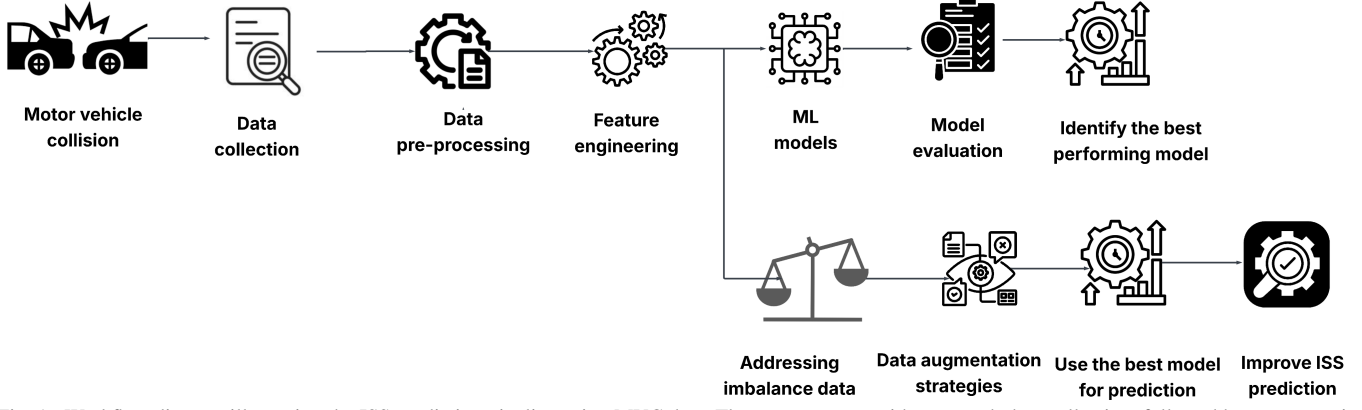 Motor vehicle
collision
Data
collection
Data
pre-processing
Feature
engineering
ML
models
Model
evaluation
Identify the best
performing model
Addressing
imbalance data
Data augmentation
strategies
Use the best model
for prediction
Improve ISS
prediction